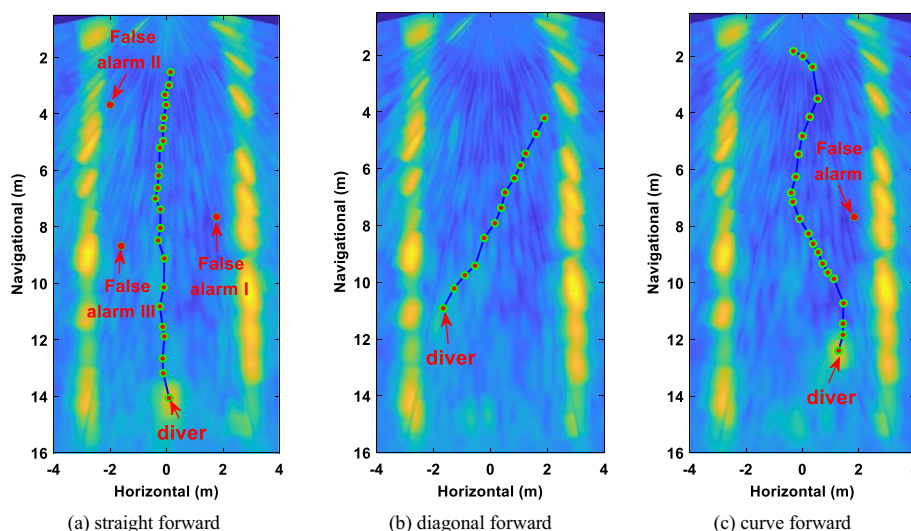 False
alarm II
False
alarm III
False
alarm I
diver
2
4
6
8
10
12
14
16
-4
-2
0
2
4
Navigational (m)
Horizontal (m)
(a) straight forward
diver
2
4
6
8
10
12
14
16
-4
-2
0
2
4
Navigational (m)
Horizontal (m)
(b) diagonal forward
False
alarm
diver
2
4
6
8
10
12
14
16
-4
-2
0
2
4
Navigational (m)
Horizontal (m)
(c) curve forward